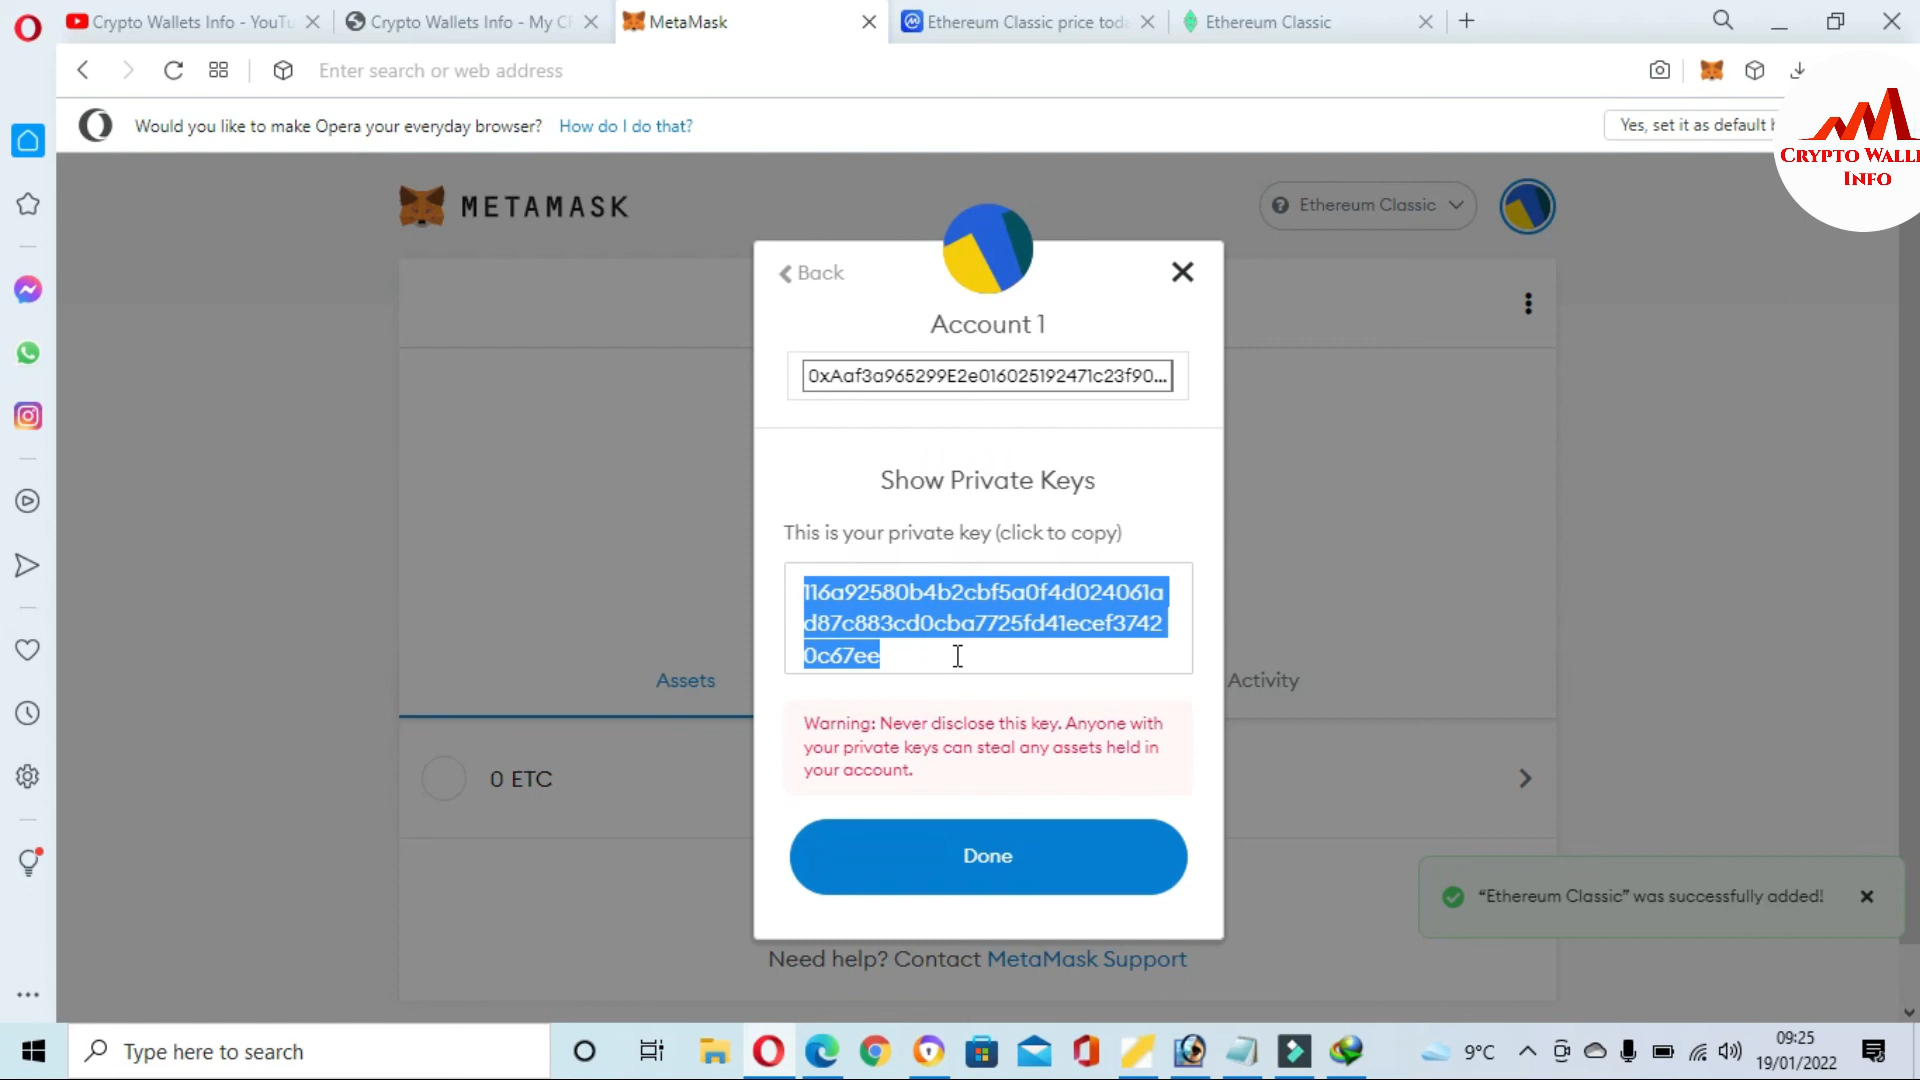 Crypto Wallets Info - YouTu
Crypto Wallets Info - My C
MetaMask
Ethereum Classic price toda
Ethereum Classic
Enter search or web address
Would you like to make Opera your everyday browser? How do I do that?
Yes, set it as default
CRYPTO WALLE
INFO
METAMASK
Ethereum Classic
Back
Account 1
0xAaf3a965299E2e016025192471c23f90...
Show Private Keys
This is your private key (click to copy)
116a92580b4b2cbf5a0f4d024061a
d87c883cd0cba7725fd41ecef3742
0c67ee
Assets
Activity
Warning: Never disclose this key. Anyone with
your private keys can steal any assets held in
your account.
0 ETC
Done
"Ethereum Classic" was successfully added!
Need help? Contact MetaMask Support
Type here to search
9°C
09:25
19/01/2022